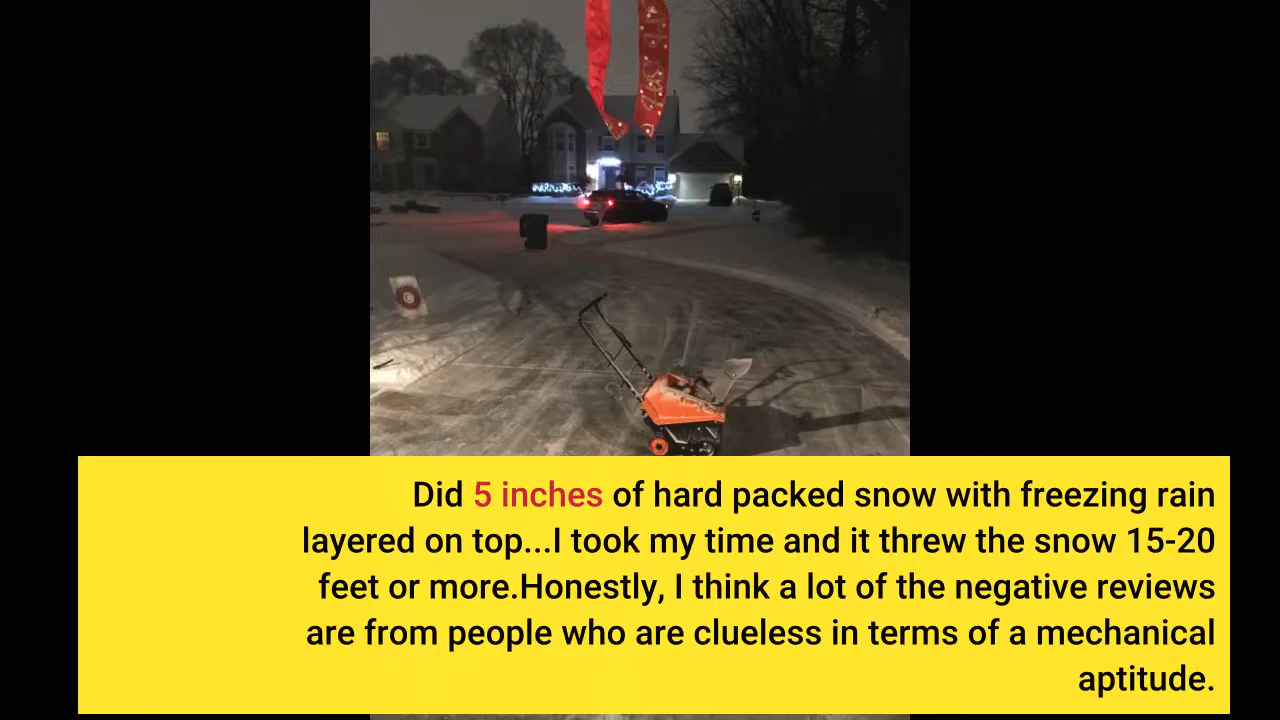 Did 5 inches of hard packed snow with freezing rain
layered on top...I took my time and it threw the snow 15-20
feet or more.Honestly, I think a lot of the negative reviews
are from people who are clueless in terms of a mechanical
aptitude.